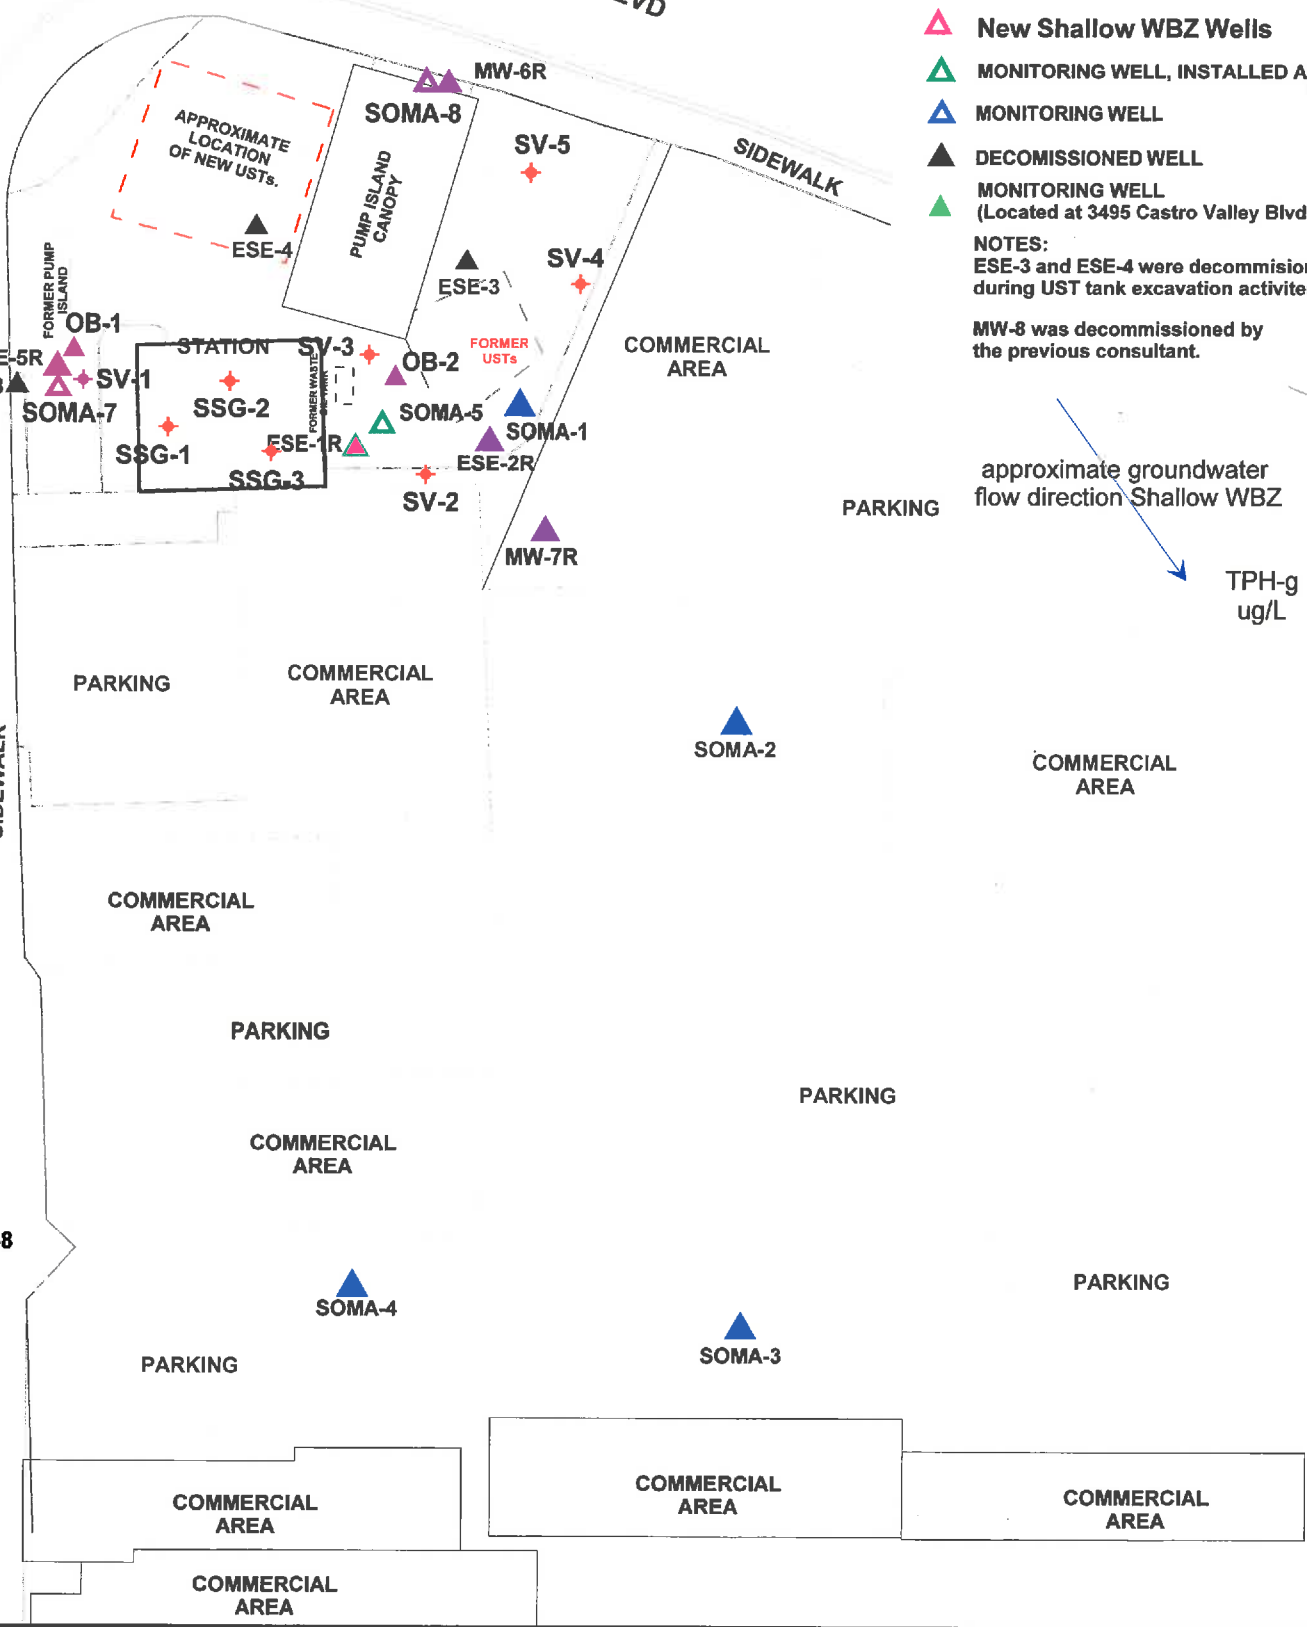 New Shallow WBZ Wells
MONITORING WELL, INSTALLED A
MONITORING WELL
DECOMISSIONED WELL
MONITORING WELL
(Located at 3495 Castro Valley Blvd
NOTES:
ESE-3 and ESE-4 were decommision
during UST tank excavation activite
MW-8 was decommissioned by
the previous consultant.
approximate groundwater
flow direction Shallow WBZ
TPH-g
ug/L
SIDEWALK
MW-6R
SOMA-8
APPROXIMATE
LOCATION
OF NEW USTs.
PUMP ISLAND
CANOPY
SV-5
ESE-4
ESE-3
SV-4
FORMER PUMP
ISLAND
OB-1
STATION
SV-3
FORMER
USTs
COMMERCIAL
AREA
-5R
OB-2
SV-1
SOMA-7
SSG-2
FORMER WASTE
SOMA-5
SOMA-1
SSG-1
ESE-1R
ESE-2R
SSG-3
SV-2
PARKING
MW-7R
PARKING
COMMERCIAL
AREA
SOMA-2
COMMERCIAL
AREA
SIDEWALK
COMMERCIAL
AREA
PARKING
PARKING
COMMERCIAL
AREA
8
PARKING
SOMA-4
SOMA-3
PARKING
COMMERCIAL
AREA
COMMERCIAL
AREA
COMMERCIAL
AREA
COMMERCIAL
AREA